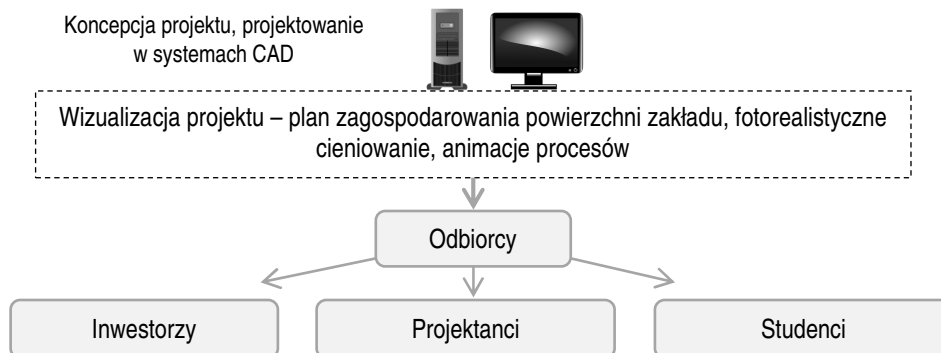 Koncepcja projektu, projektowanie
w systemach CAD
Wizualizacja projektu – plan zagospodarowania powierzchni zakładu, fotorealistyczne
cieniowanie, animacje procesów
Odbiorcy
Inwestorzy
Projektanci
Studenci